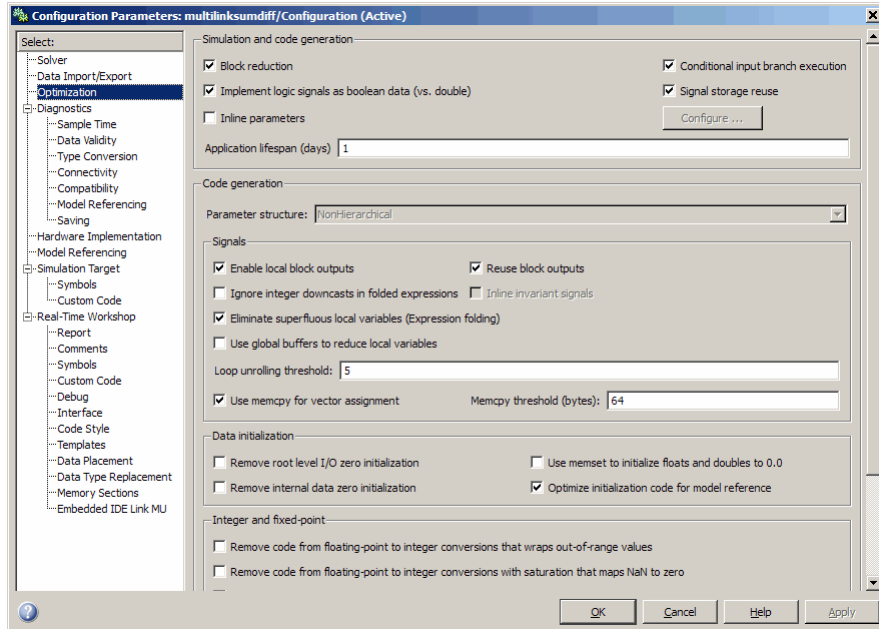 Configuration Parameters: multilinksumdiff/Configuration (Active)
Select:
Solver
Data Import/Export
Optimization
Diagnostics
Sample Time
Data Validity
Type Conversion
Connectivity
Compatibility
Model Referencing
Saving
Hardware Implementation
Model Referencing
Simulation Target
Symbols
Custom Code
Real-Time Workshop
Report
Comments
Symbols
Custom Code
Debug
Interface
Code Style
Templates
Data Placement
Data Type Replacement
Memory Sections
Embedded IDE Link MU
Simulation and code generation
Block reduction
Conditional input branch execution
Implement logic signals as boolean data (vs. double)
Signal storage reuse
Inline parameters
Configure ...
Application lifespan (days) 1
Code generation
Parameter structure: NonHierarchical
Signals
Enable local block outputs
Reuse block outputs
Ignore integer downcasts in folded expressions
Inline invariant signals
Eliminate superfluous local variables (Expression folding)
Use global buffers to reduce local variables
Loop unrolling threshold: 5
Use memcpy for vector assignment
Memcpy threshold (bytes): 64
Data initialization
Remove root level I/O zero initialization
Use memset to initialize floats and doubles to 0.0
Remove internal data zero initialization
Optimize initialization code for model reference
Integer and fixed-point
Remove code from floating-point to integer conversions that wraps out-of-range values
Remove code from floating-point to integer conversions with saturation that maps NaN to zero
OK
Cancel
Help
Apply